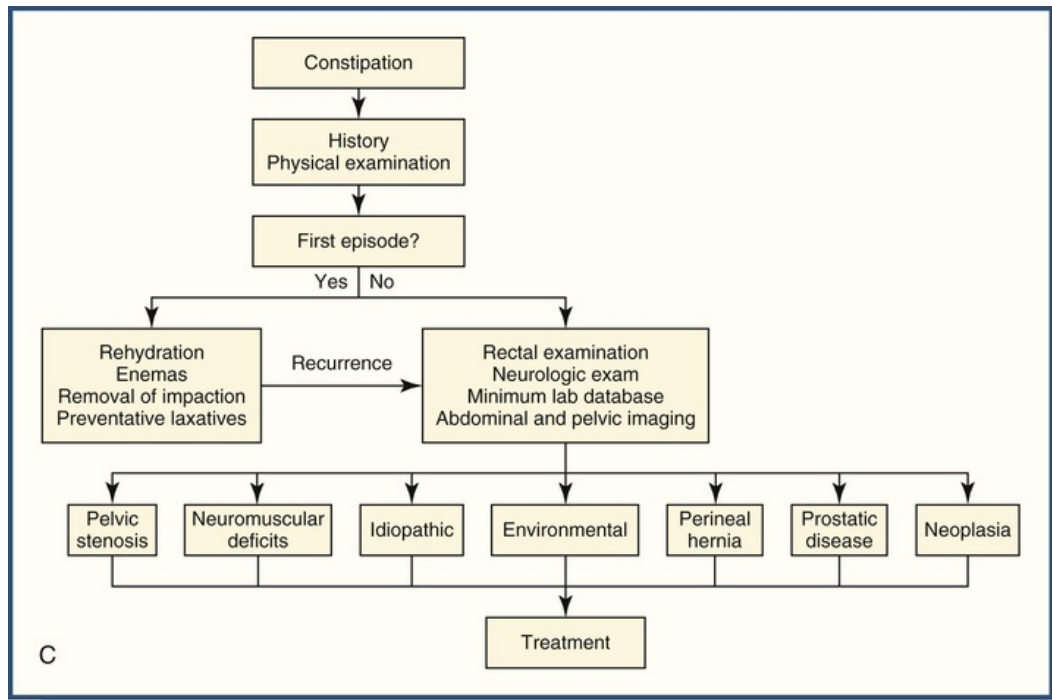 Constipation
History
Physical examination
First episode?
Yes No
Rehydration
Enemas
Removal of impaction
Preventative laxatives
Recurrence
Rectal examination
Neurologic exam
Minimum lab database
Abdominal and pelvic imaging
Pelvic
stenosis
Neuromuscular
deficits
Idiopathic
Environmental
Perineal
hernia
Prostatic
disease
Neoplasia
Treatment
C